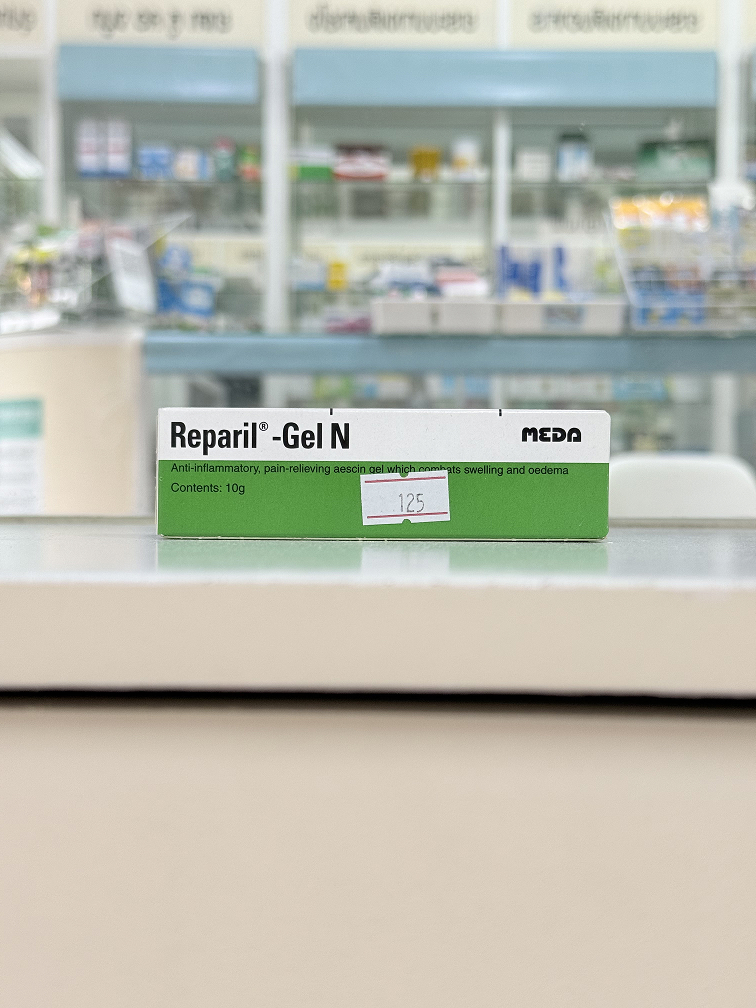 Reparil® -Gel N
MEDA
Anti-inflammatory, pain-relieving aescin gel which combats swelling and oedema
Contents: 10g
125